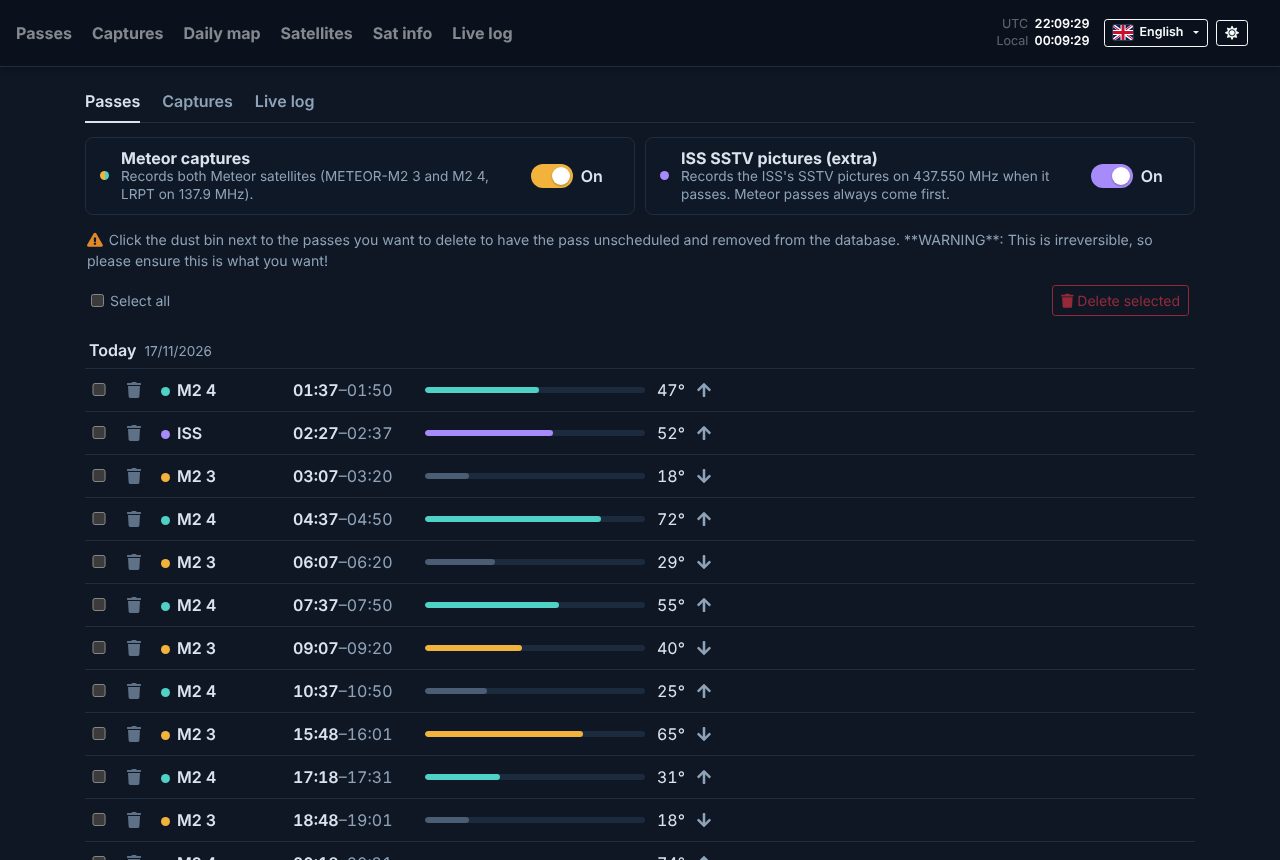 Passes Captures Daily map Satellites Sat info Live log
UTC 22:09:29
Local 00:09:29
English
Passes Captures Live log
Meteor captures
Records both Meteor satellites (METEOR-M2 3 and M2 4,
LRPT on 137.9 MHz).
On
ISS SSTV pictures (extra)
Records the ISS's SSTV pictures on 437.550 MHz when it
passes. Meteor passes always come first.
On
Click the dust bin next to the passes you want to delete to have the pass unscheduled and removed from the database. **WARNING**: This is irreversible, so
please ensure this is what you want!
Select all
Delete selected
Today 17/11/2026
M2 4 01:37–01:50 47° ↑
ISS 02:27–02:37 52° ↑
M2 3 03:07–03:20 18° ↓
M2 4 04:37–04:50 72° ↑
M2 3 06:07–06:20 29° ↓
M2 4 07:37–07:50 55° ↑
M2 3 09:07–09:20 40° ↓
M2 4 10:37–10:50 25° ↑
M2 3 15:48–16:01 65° ↓
M2 4 17:18–17:31 31° ↑
M2 3 18:48–19:01 18° ↓